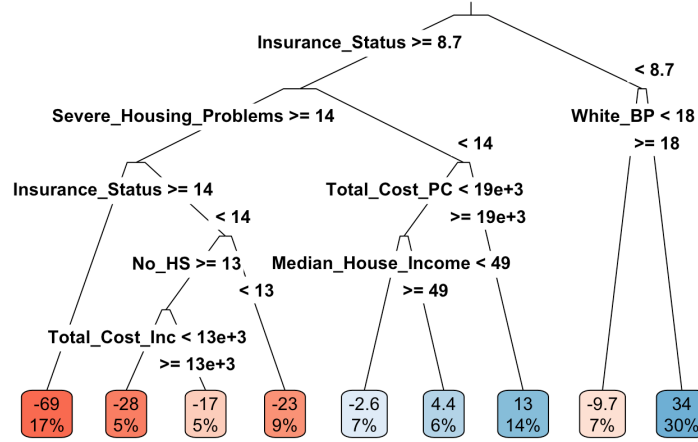 Insurance_Status >= 8.7
< 8.7
Severe_Housing_Problems >= 14
White_BP < 18
< 14
>= 18
Insurance_Status >= 14
Total_Cost_PC < 19e+3
< 14
>= 19e+3
No_HS >= 13
Median_House_Income < 49
< 13
>= 49
Total_Cost_Inc < 13e+3
>= 13e+3
-69 -28 -17 -23 -2.6 4.4 13 -9.7 34
17% 5% 5% 9% 7% 6% 14% 7% 30%